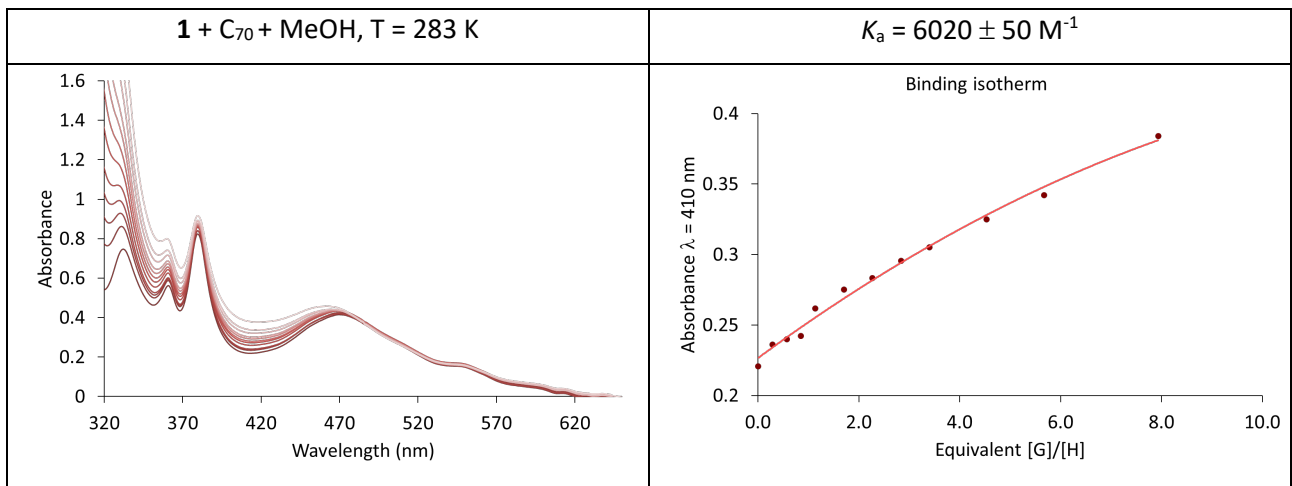 1 + C70 + MeOH, T = 283 K
Ka = 6020 ± 50 M-1
1.6
1.4
1.2
1
0.8
0.6
0.4
0.2
0
Absorbance
320 370 420 470 520 570 620
Wavelength (nm)
Binding isotherm
0.4
0.35
0.3
0.25
0.2
Absorbance λ = 410 nm
0.0 2.0 4.0 6.0 8.0 10.0
Equivalent [G]/[H]